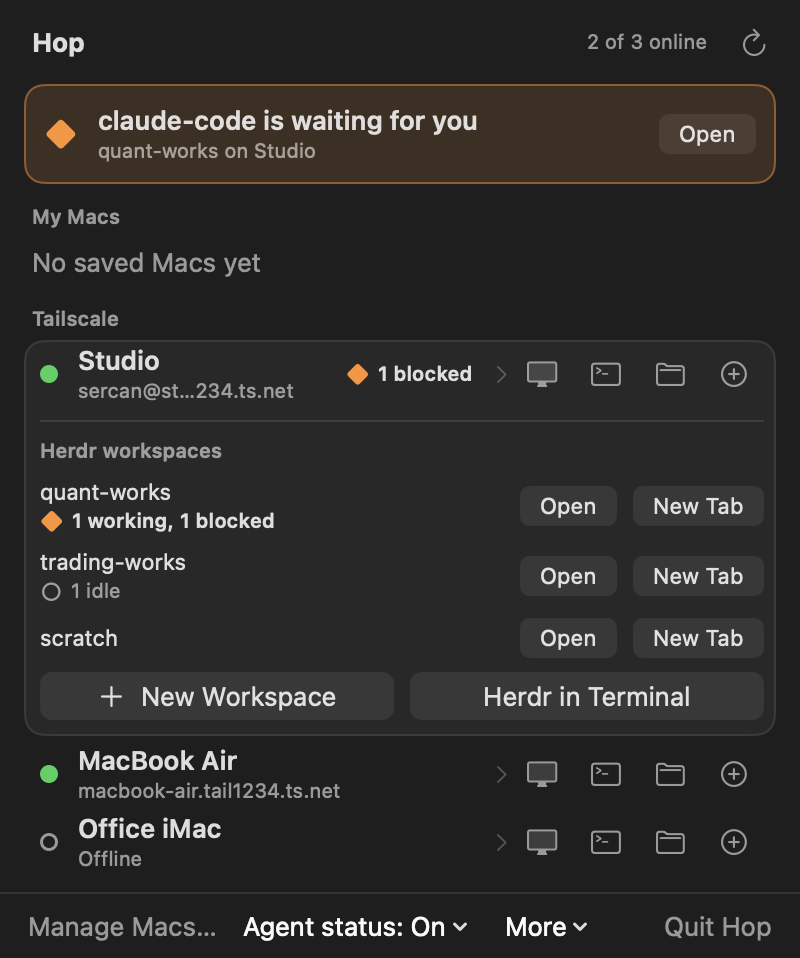 Hop
2 of 3 online
claude-code is waiting for you
quant-works on Studio
Open
My Macs
No saved Macs yet
Tailscale
Studio
sercan@st...234.ts.net
1 blocked
Herdr workspaces
quant-works
1 working, 1 blocked
Open
New Tab
trading-works
1 idle
Open
New Tab
scratch
Open
New Tab
New Workspace
Herdr in Terminal
MacBook Air
macbook-air.tail1234.ts.net
Office iMac
Offline
Manage Macs...
Agent status: On
More
Quit Hop